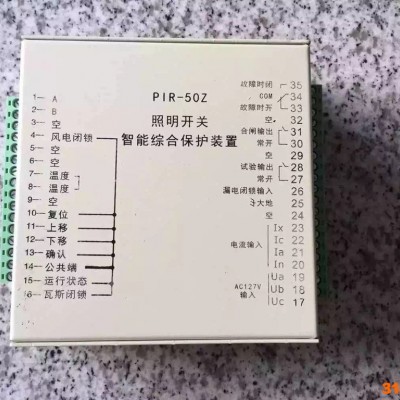 PIR-50Z
照明开关
智能综合保护装置
1 A
2 B
3 空
4 风电闭锁
5 空
6 空
7 温度
8 温度
9 空
10 复位
11 上移
12 下移
13 确认
14 公共端
15 运行状态
16 瓦斯闭锁
故障时闭 35
COM 34
故障时开 33
空 32
合闸输出 31
常开 30
空 29
试验输出 28
常开 27
漏电闭锁输入 26
大地 25
空 24
电流输入
Ix 23
Ic 22
Ia 21
In 20
AC127V
输入
Ua 19
Ub 18
Uc 17